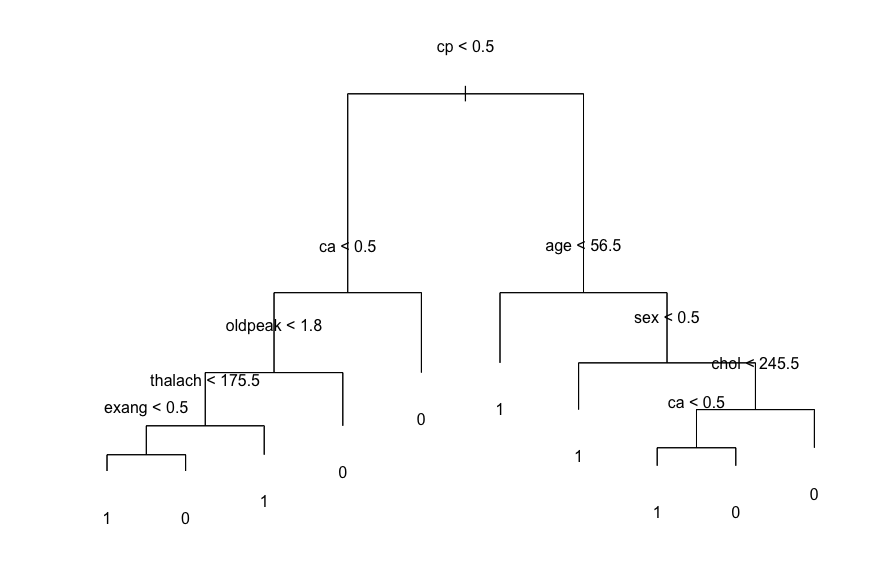 cp < 0.5
ca < 0.5
age < 56.5
oldpeak < 1.8
sex < 0.5
thalach < 175.5
chol < 245.5
exang < 0.5
ca < 0.5
0
1
1
0
1
0
1
0
1
0